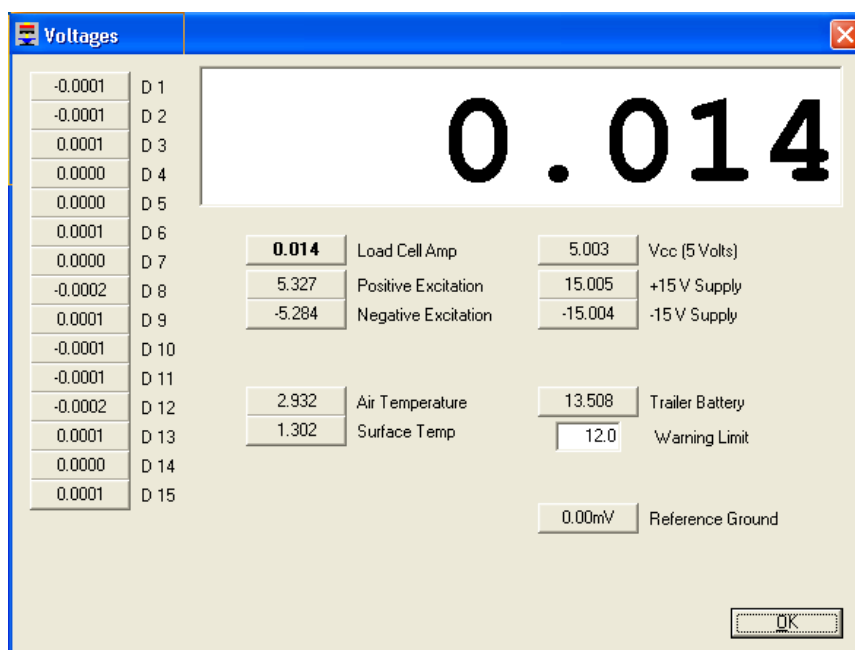 Voltages
-0.0001 D 1
-0.0001 D 2
0.0001 D 3
0.0000 D 4
0.0000 D 5
0.0001 D 6
0.0000 D 7
-0.0002 D 8
0.0001 D 9
-0.0001 D 10
-0.0001 D 11
-0.0002 D 12
0.0001 D 13
0.0000 D 14
0.0001 D 15
0.014
0.014 Load Cell Amp
5.327 Positive Excitation
-5.284 Negative Excitation
5.003 Vcc (5 Volts)
15.005 +15 V Supply
-15.004 -15 V Supply
2.932 Air Temperature
1.302 Surface Temp
13.508 Trailer Battery
12.0 Warning Limit
0.00mV Reference Ground
OK